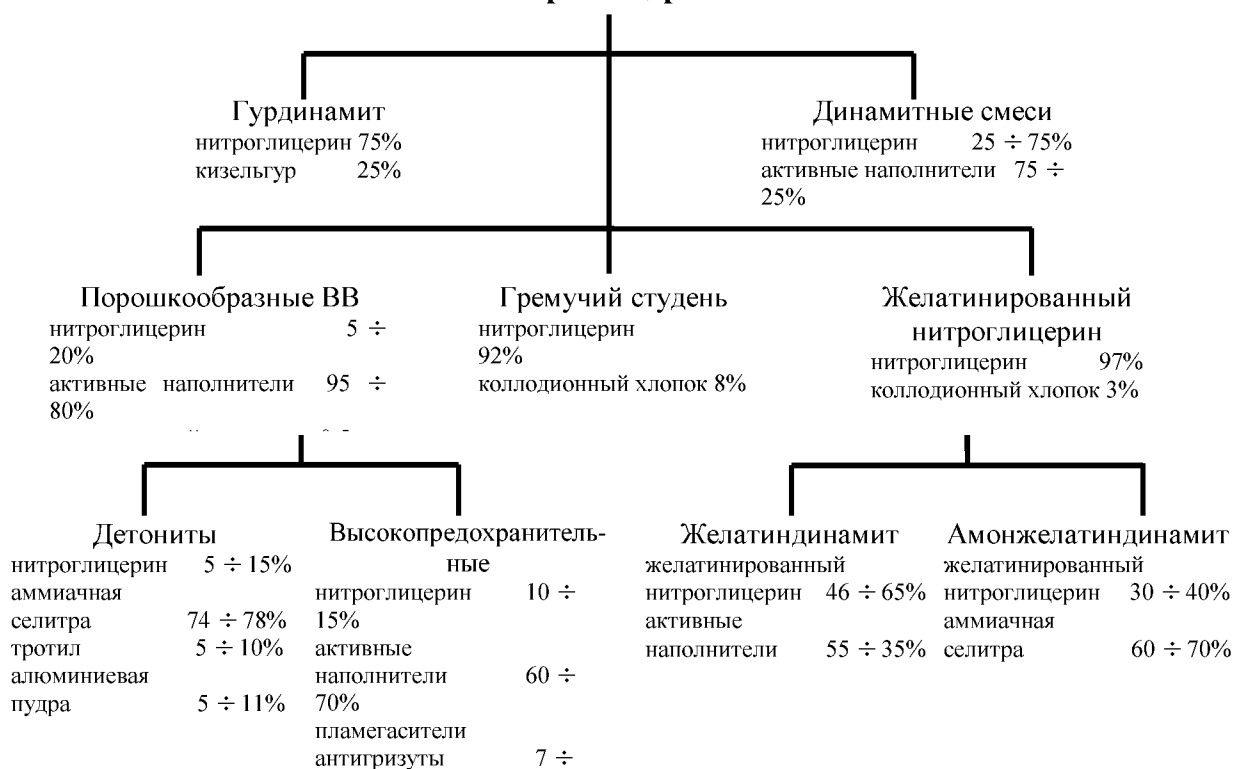 Гурдинамит
нитроглицерин 75%
кизельгур 25%
Динамитные смеси
нитроглицерин 25 ÷ 75%
активные наполнители 75 ÷
25%
Порошкообразные ВВ
нитроглицерин 5 ÷
20%
активные наполнители 95 ÷
80%
Гремучий студень
нитроглицерин
92%
коллодионный хлопок 8%
Желатинированный
нитроглицерин
нитроглицерин 97%
коллодионный хлопок 3%
Детониты
нитроглицерин 5 ÷ 15%
аммиачная
селитра 74 ÷ 78%
тротил 5 ÷ 10%
алюминиевая
пудра 5 ÷ 11%
Высокопредохранитель-
ные
нитроглицерин 10 ÷
15%
активные
наполнители 60 ÷
70%
пламегасители
антигризуты 7 ÷
Желатиндинамит
желатинированный
нитроглицерин 46 ÷ 65%
активные
наполнители 55 ÷ 35%
Амонжелатиндинамит
желатинированный
нитроглицерин 30 ÷ 40%
аммиачная
селитра 60 ÷ 70%